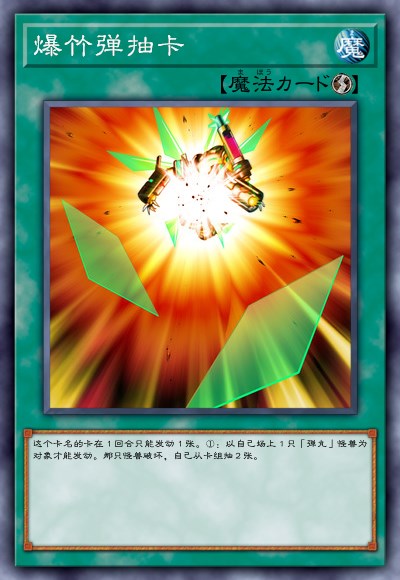 爆竹弹抽卡
魔
【魔法カード】
まほう
这个卡名的卡在1回合只能发动1张。①：以自己场上1只「弹丸」怪兽为
对象才能发动。那只怪兽破坏，自己从卡组抽2张。